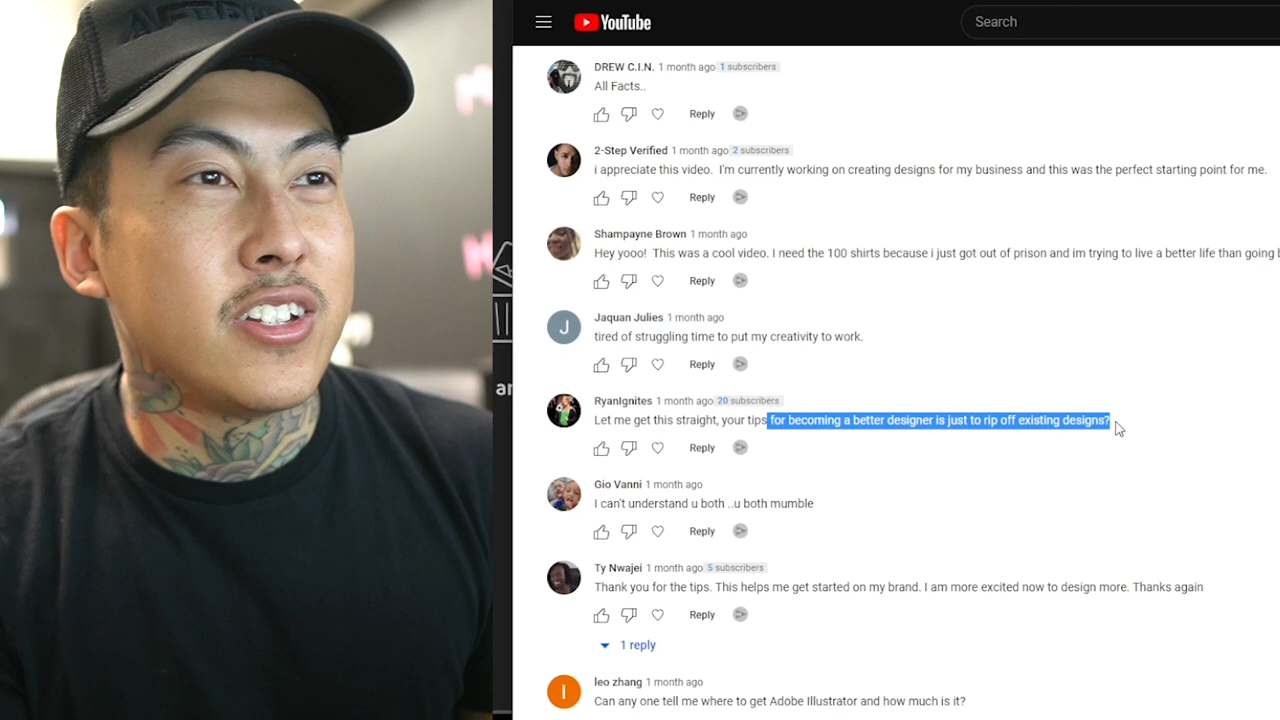 YouTube
Search
DREW C.I.N. 1 month ago 1 subscribers
All Facts..
Reply
2-Step Verified 1 month ago 2 subscribers
i appreciate this video. I'm currently working on creating designs for my business and this was the perfect starting point for me.
Reply
Shampayne Brown 1 month ago
Hey yooo! This was a cool video. I need the 100 shirts because i just got out of prison and im trying to live a better life than going
Reply
J
Jaquan Julies 1 month ago
tired of struggling time to put my creativity to work.
Reply
RyanIgnites 1 month ago 20 subscribers
Let me get this straight, your tips for becoming a better designer is just to rip off existing designs?
Reply
Gio Vanni 1 month ago
I can't understand u both ..u both mumble
Reply
Ty Nwajei 1 month ago 5 subscribers
Thank you for the tips. This helps me get started on my brand. I am more excited now to design more. Thanks again
Reply
1 reply
l
leo zhang 1 month ago
Can any one tell me where to get Adobe Illustrator and how much is it?